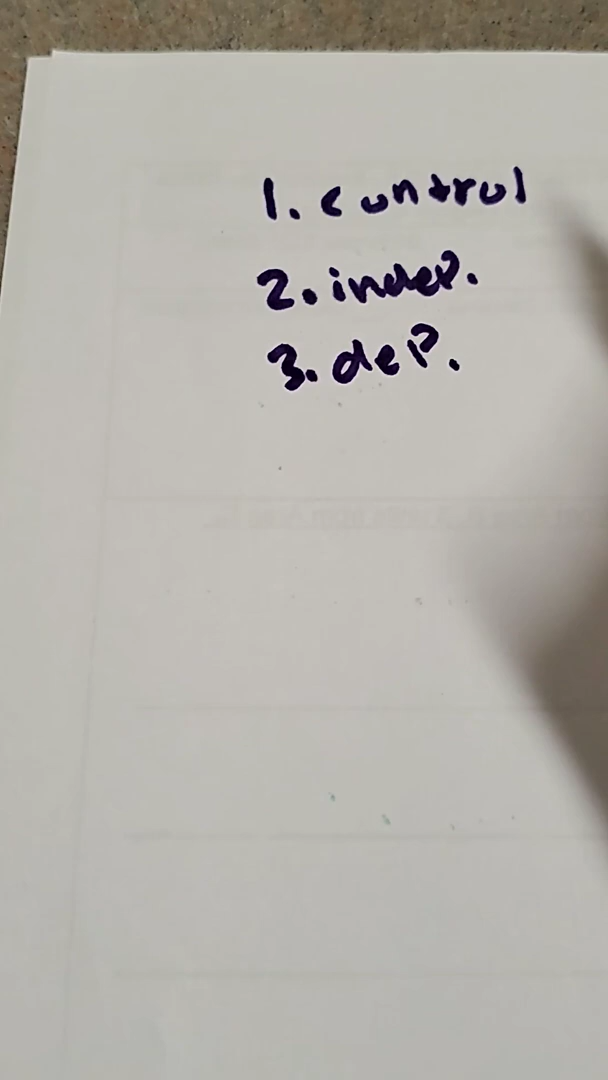 1. control
2. indep.
3. dep.